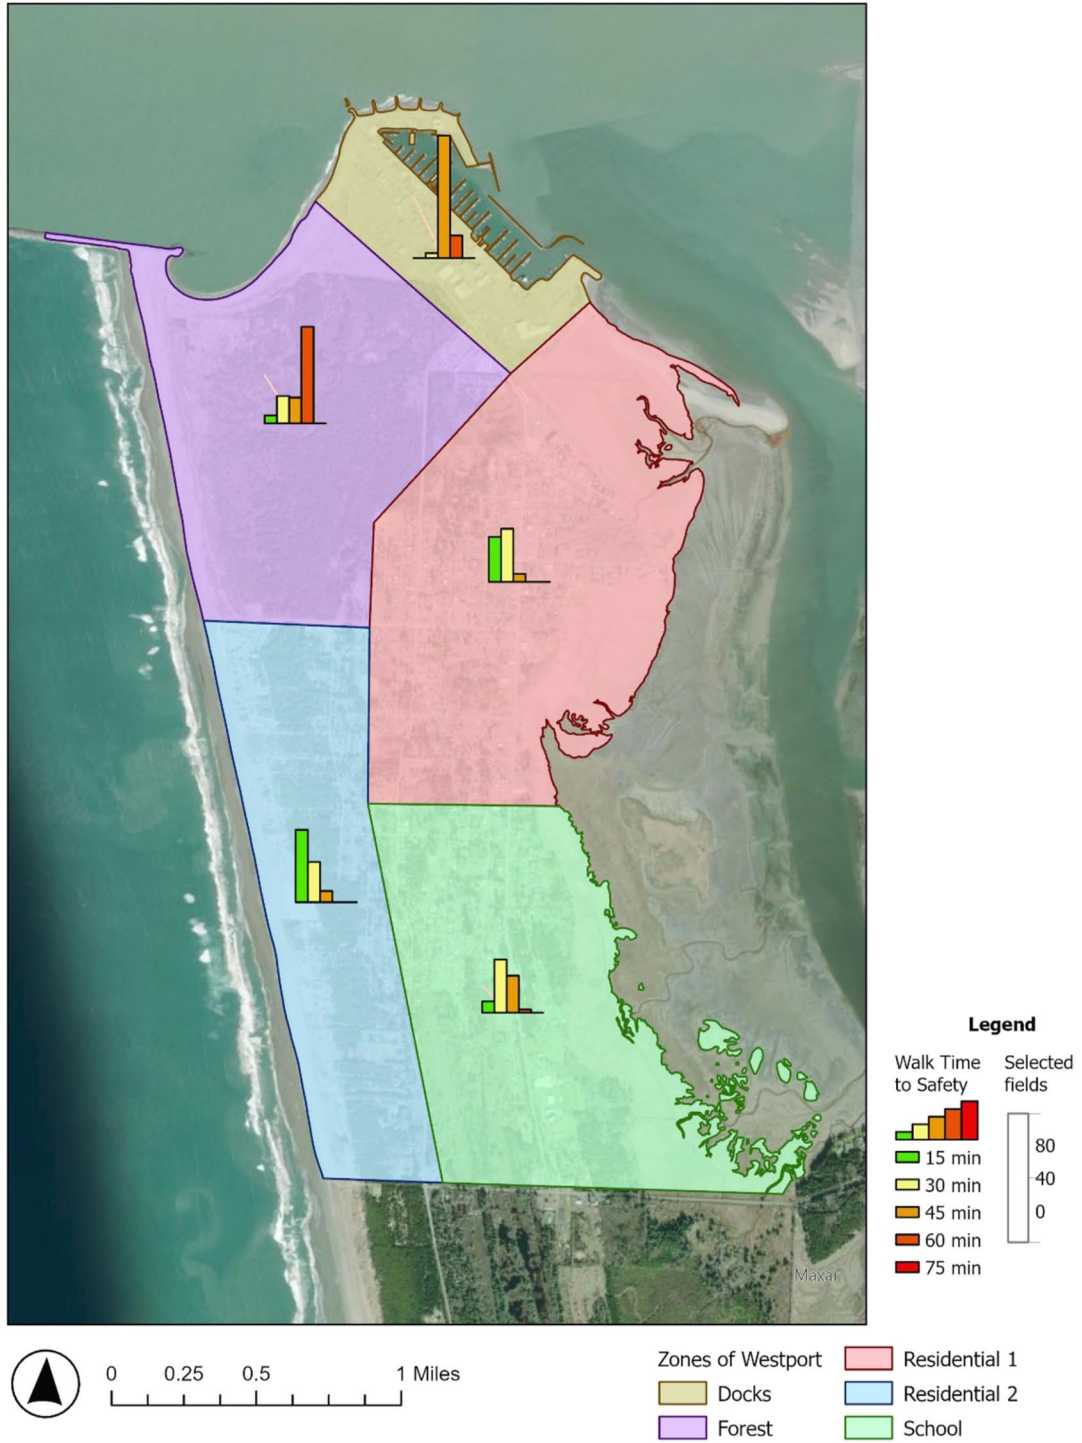 Maxar
Legend
Walk Time
to Safety
Selected
fields
15 min
30 min
45 min
60 min
75 min
80
40
0
0 0.25 0.5 1 Miles
Zones of Westport
Docks
Forest
Residential 1
Residential 2
School